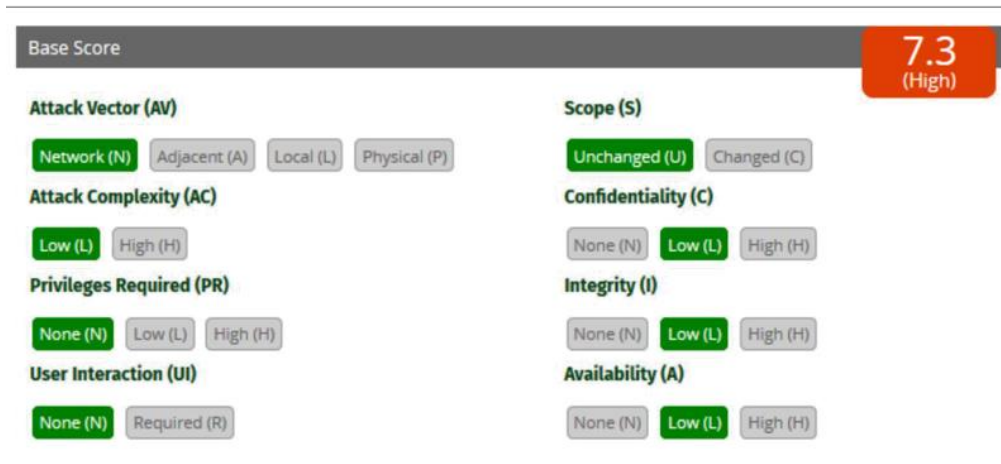 Base Score
7.3
(High)
Attack Vector (AV)
Network (N) Adjacent (A) Local (L) Physical (P)
Attack Complexity (AC)
Low (L) High (H)
Privileges Required (PR)
None (N) Low (L) High (H)
User Interaction (UI)
None (N) Required (R)
Scope (S)
Unchanged (U) Changed (C)
Confidentiality (C)
None (N) Low (L) High (H)
Integrity (I)
None (N) Low (L) High (H)
Availability (A)
None (N) Low (L) High (H)